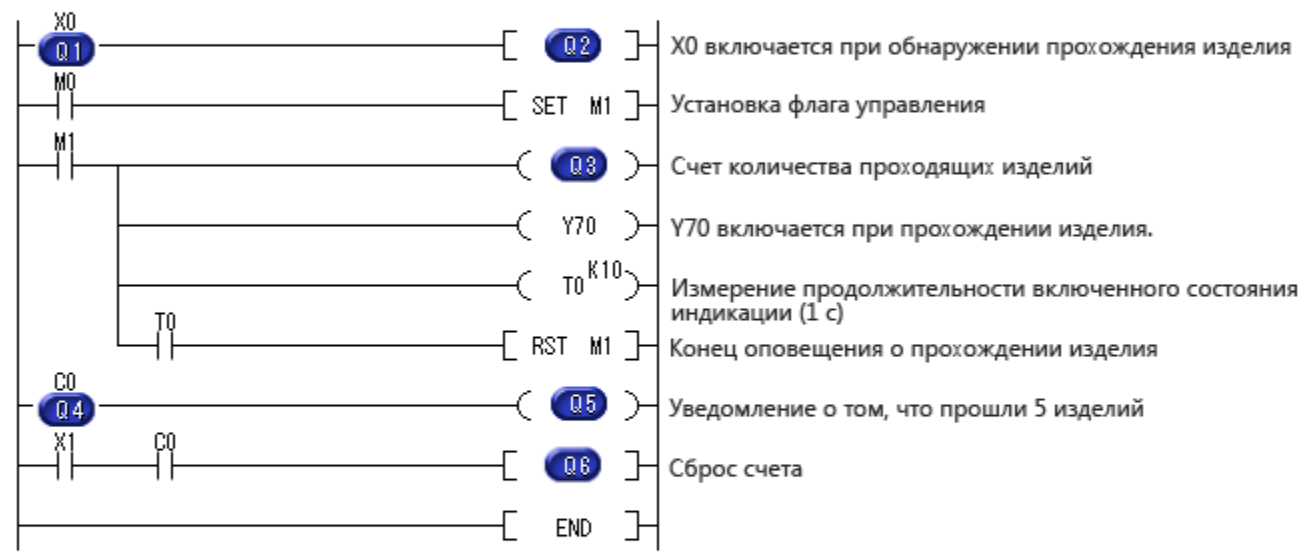 X0
Q1 Q2 X0 включается при обнаружении прохождения изделия
M0
SET M1 Установка флага управления
M1
Q3 Счет количества проходящих изделий
Y70 Y70 включается при прохождении изделия.
T0 K10 Измерение продолжительности включенного состояния
индикации (1 с)
T0
RST M1 Конец оповещения о прохождении изделия
C0
Q4 Q5 Уведомление о том, что прошли 5 изделий
X1 C0
Q6 Сброс счета
END